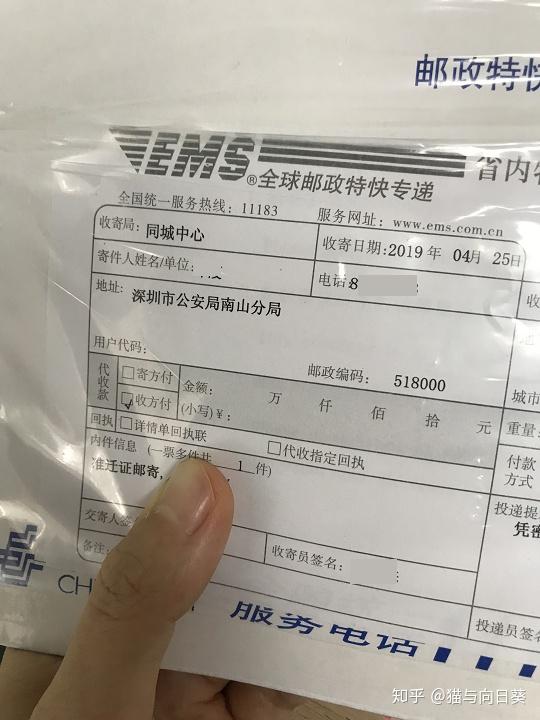 邮政特快
EMS
®全球邮政特快专递
省内特
全国统一服务热线：11183
服务网址：www.ems.com.cn
收寄局：同城中心
收寄日期：2019 年 04月 25日
寄件人姓名/单位：
电话：8
收
地址：深圳市公安局南山分局
用户代码：
邮政编码： 518000
城市
代收款
□寄方付
☑收方付
金额： 万 仟 佰 拾 元
(小写)¥：
重量：
回执
□详情单回执联
□代收指定回执
付款
方式
内件信息 (一票多件共 1 件)
准迁证邮寄，
投递提
凭密
交寄人签
收寄员签名：
备注：
投递员签名
CH
服务电话
知乎 @猫与向日葵